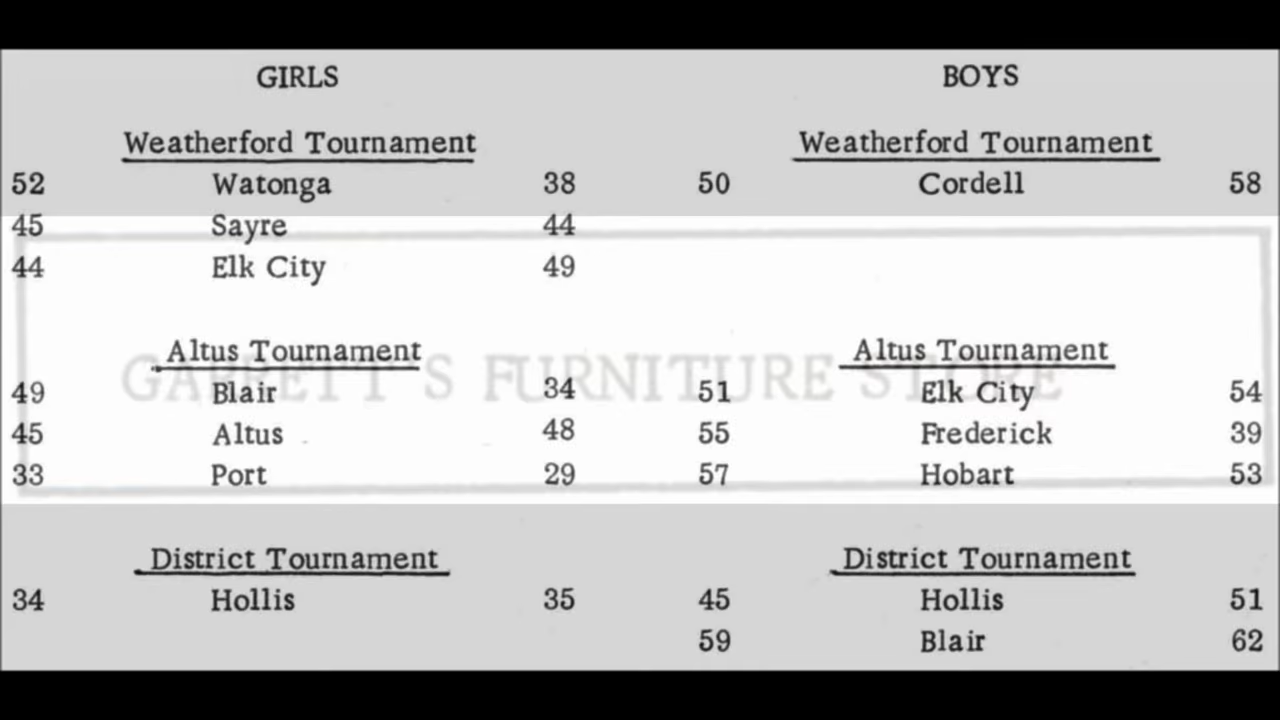 GIRLS BOYS
Weatherford Tournament Weatherford Tournament
52 Watonga 38 50 Cordell 58
45 Sayre 44
44 Elk City 49
Altus Tournament Altus Tournament
GARRETT'S FURNITURE STORE
49 Blair 34 51 Elk City 54
45 Altus 48 55 Frederick 39
33 Port 29 57 Hobart 53
District Tournament District Tournament
34 Hollis 35 45 Hollis 51
59 Blair 62